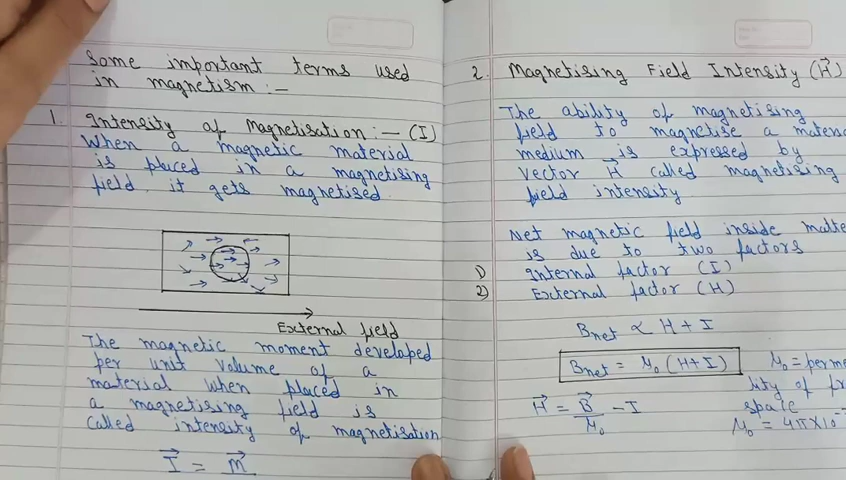 Some important terms used
in magnetism :-
1. Intensity of Magnetisation :- (I)
When a magnetic material
is placed in a magnetising
field, it gets magnetised.
External field
The magnetic moment developed
per unit volume of a
material when placed in
a magnetising field is
called intensity of magnetisation
I⃗ = m⃗
2. Magnetising Field Intensity (H⃗)
The ability of magnetising
field to magnetise a
medium is expressed by
vector H⃗ called magnetising
field intensity
Net magnetic field inside
is due to two factors
1) Internal factor (I)
2) External factor (H)
Bnet ∝ H + I
Bnet = μ₀ (H+I)
μ₀ =
lity of
space
H⃗ = B⃗/μ₀ - I
μ₀ = 4π×10⁻